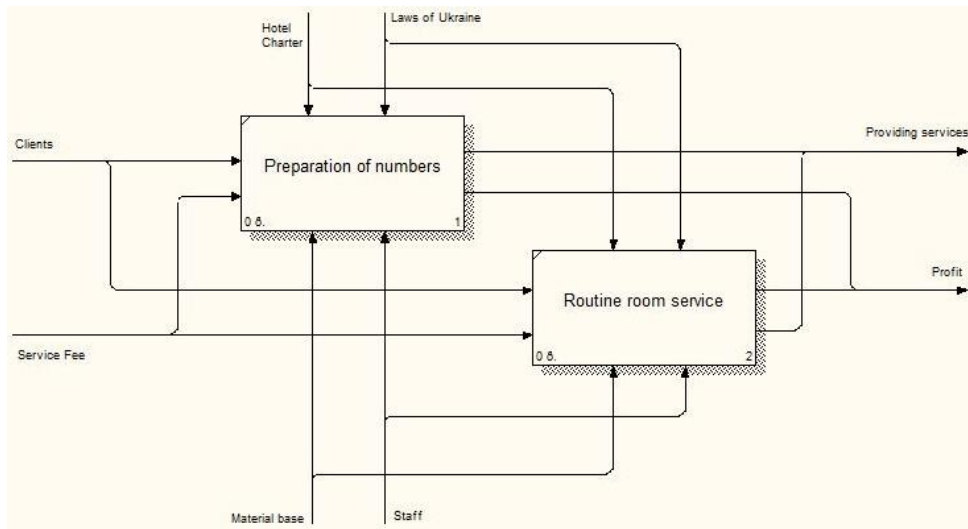 Hotel
Charter
Laws of Ukraine
Clients
Providing services
Preparation of numbers
0 б.
1
Profit
Routine room service
Service Fee
0 б.
2
Material base
Staff